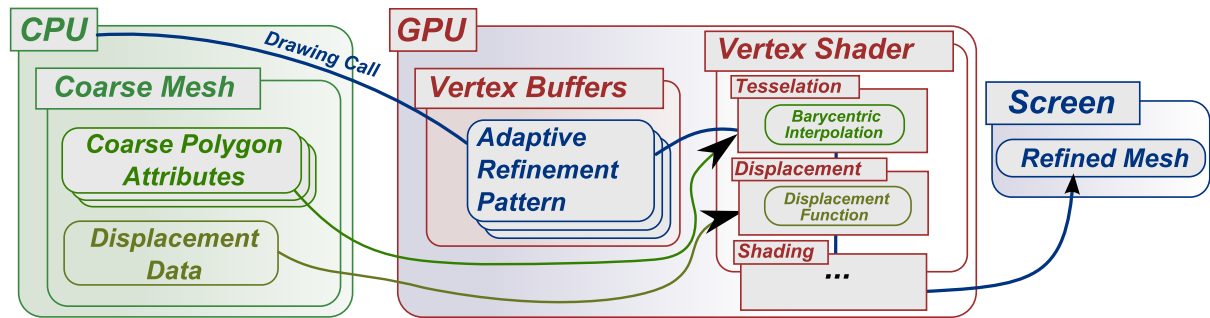 CPU
Coarse Mesh
Coarse Polygon
Attributes
Displacement
Data
Drawing Call
GPU
Vertex Buffers
Adaptive
Refinement
Pattern
Vertex Shader
Tesselation
Barycentric
Interpolation
Displacement
Displacement
Function
Shading
...
Screen
Refined Mesh